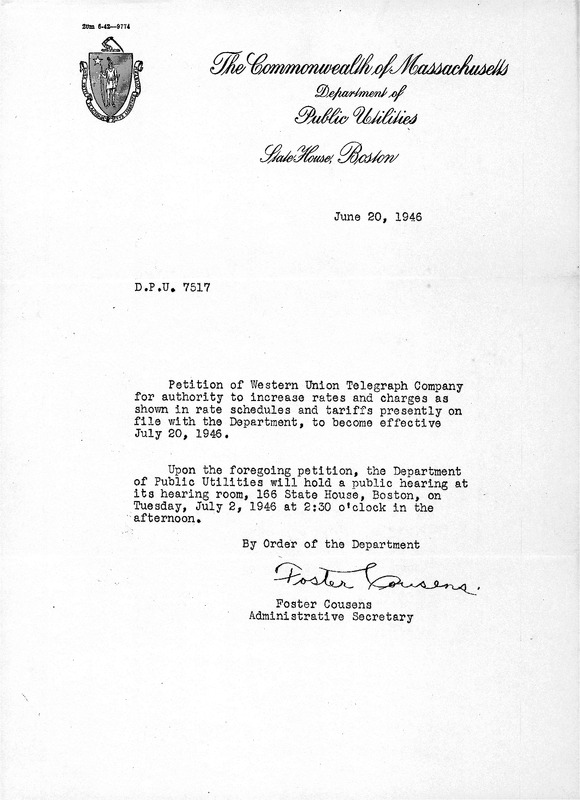 20m 6-42—9774
The Commonwealth of Massachusetts
Department of
Public Utilities
State House, Boston
June 20, 1946
D.P.U. 7517
Petition of Western Union Telegraph Company
for authority to increase rates and charges as
shown in rate schedules and tariffs presently on
file with the Department, to become effective
July 20, 1946.
Upon the foregoing petition, the Department
of Public Utilities will hold a public hearing at
its hearing room, 166 State House, Boston, on
Tuesday, July 2, 1946 at 2:30 o'clock in the
afternoon.
By Order of the Department
Foster Cousens.
Foster Cousens
Administrative Secretary